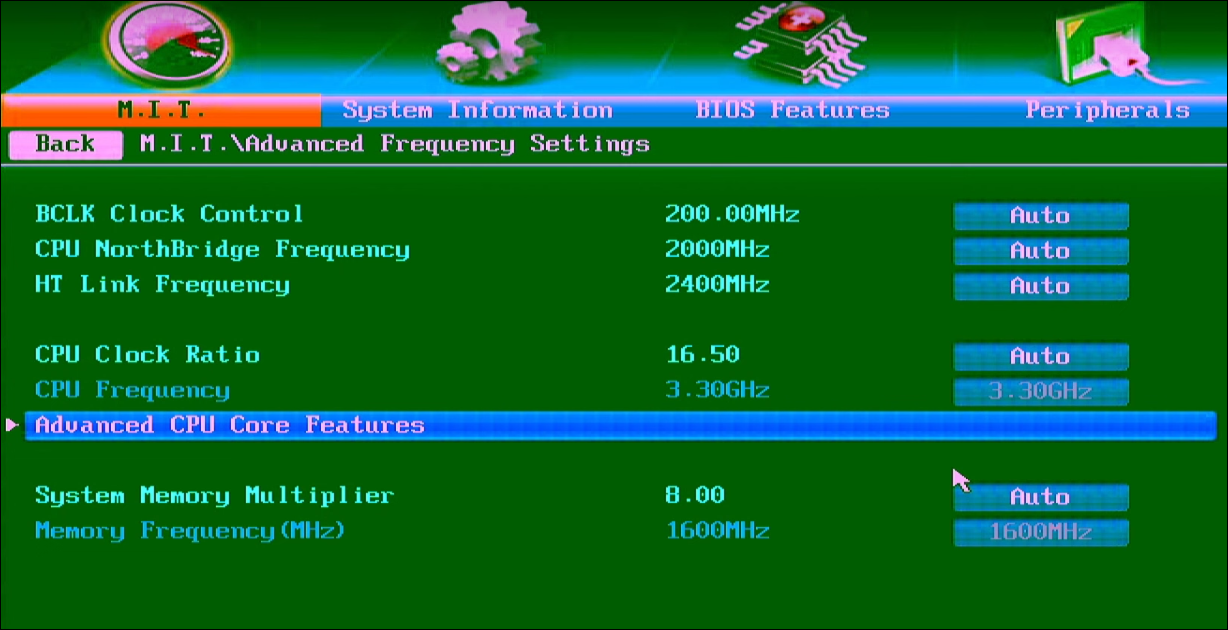 M.I.T. System Information BIOS Features Peripherals
Back M.I.T.\Advanced Frequency Settings
BCLK Clock Control 200.00MHz Auto
CPU NorthBridge Frequency 2000MHz Auto
HT Link Frequency 2400MHz Auto
CPU Clock Ratio 16.50 Auto
CPU Frequency 3.30GHz 3.30GHz
Advanced CPU Core Features
System Memory Multiplier 8.00 Auto
Memory Frequency(MHz) 1600MHz 1600MHz